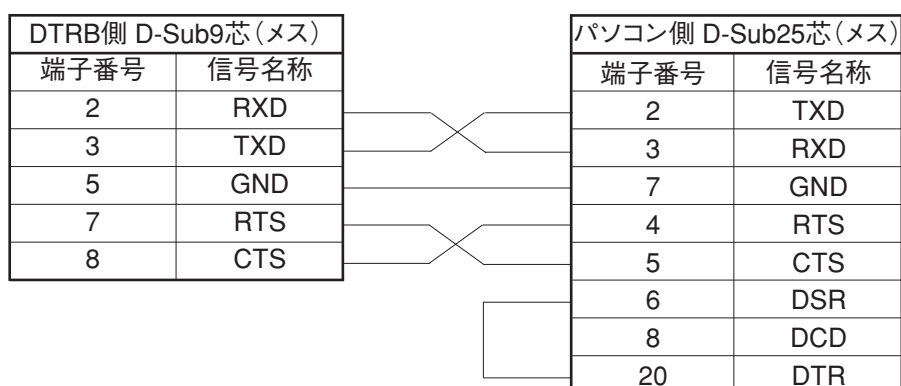 DTRB側 D-Sub9芯（メス）
端子番号 信号名称
2 RXD
3 TXD
5 GND
7 RTS
8 CTS
パソコン側 D-Sub25芯（メス）
端子番号 信号名称
2 TXD
3 RXD
7 GND
4 RTS
5 CTS
6 DSR
8 DCD
20 DTR